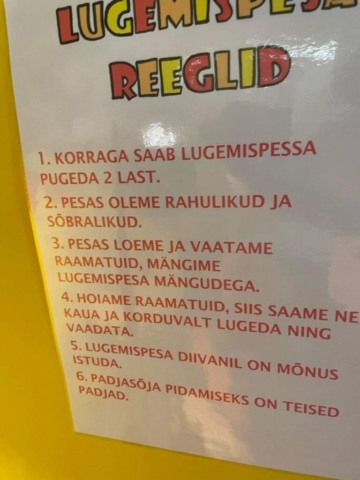 LUGEMISPESA
REEGLID
1. KORRAGA SAAB LUGEMISPESSA
PUGEDA 2 LAST.
2. PESAS OLEME RAHULIKUD JA
SÕBRALIKUD.
3. PESAS LOEME JA VAATAME
RAAMATUID, MÄNGIME
LUGEMISPESA MÄNGUDEGA.
4. HOIAME RAAMATUID, SIIS SAAME NE
KAUA JA KORDUVALT LUGEDA NING
VAADATA.
5. LUGEMISPESA DIIVANIL ON MÕNUS
ISTUDA.
6. PADJASÕJA PIDAMISEKS ON TEISED
PADJAD.